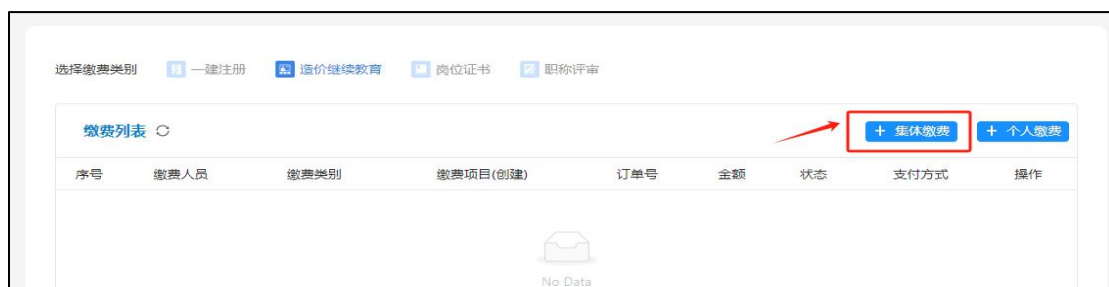 选择缴费类别 一建注册 造价继续教育 岗位证书 职称评审
缴费列表 + 集体缴费 + 个人缴费
序号 缴费人员 缴费类别 缴费项目(创建) 订单号 金额 状态 支付方式 操作
No Data